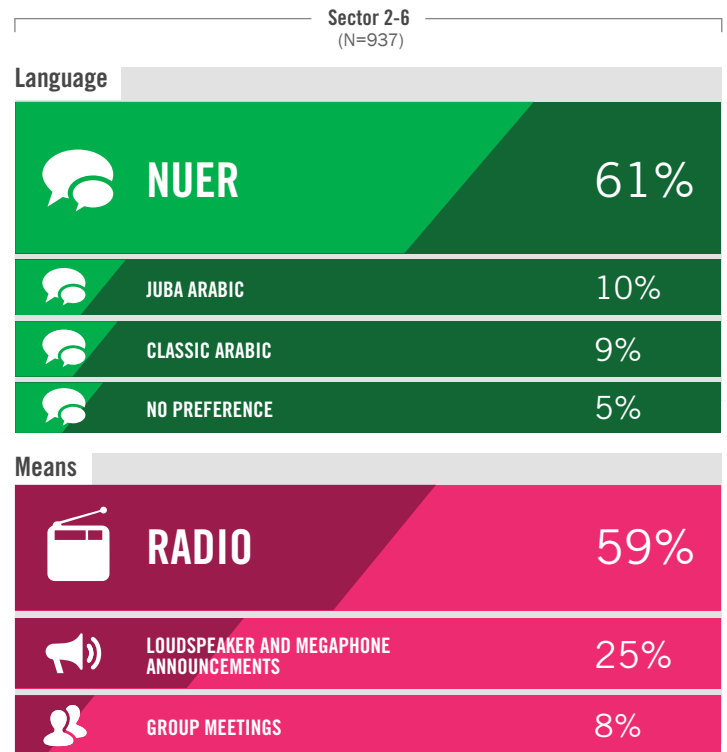 Sector 2-6
(N=937)
Language
NUER 61%
JUBA ARABIC 10%
CLASSIC ARABIC 9%
NO PREFERENCE 5%
Means
RADIO 59%
LOUDSPEAKER AND MEGAPHONE
ANNOUNCEMENTS 25%
GROUP MEETINGS 8%